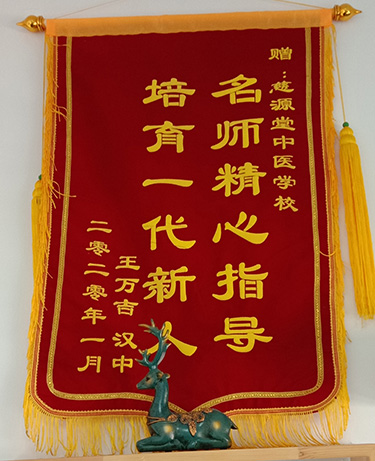 赠：慈源堂中医学校
名师精心指导
培育一代新人
王万吉 汉中
二零二零年一月